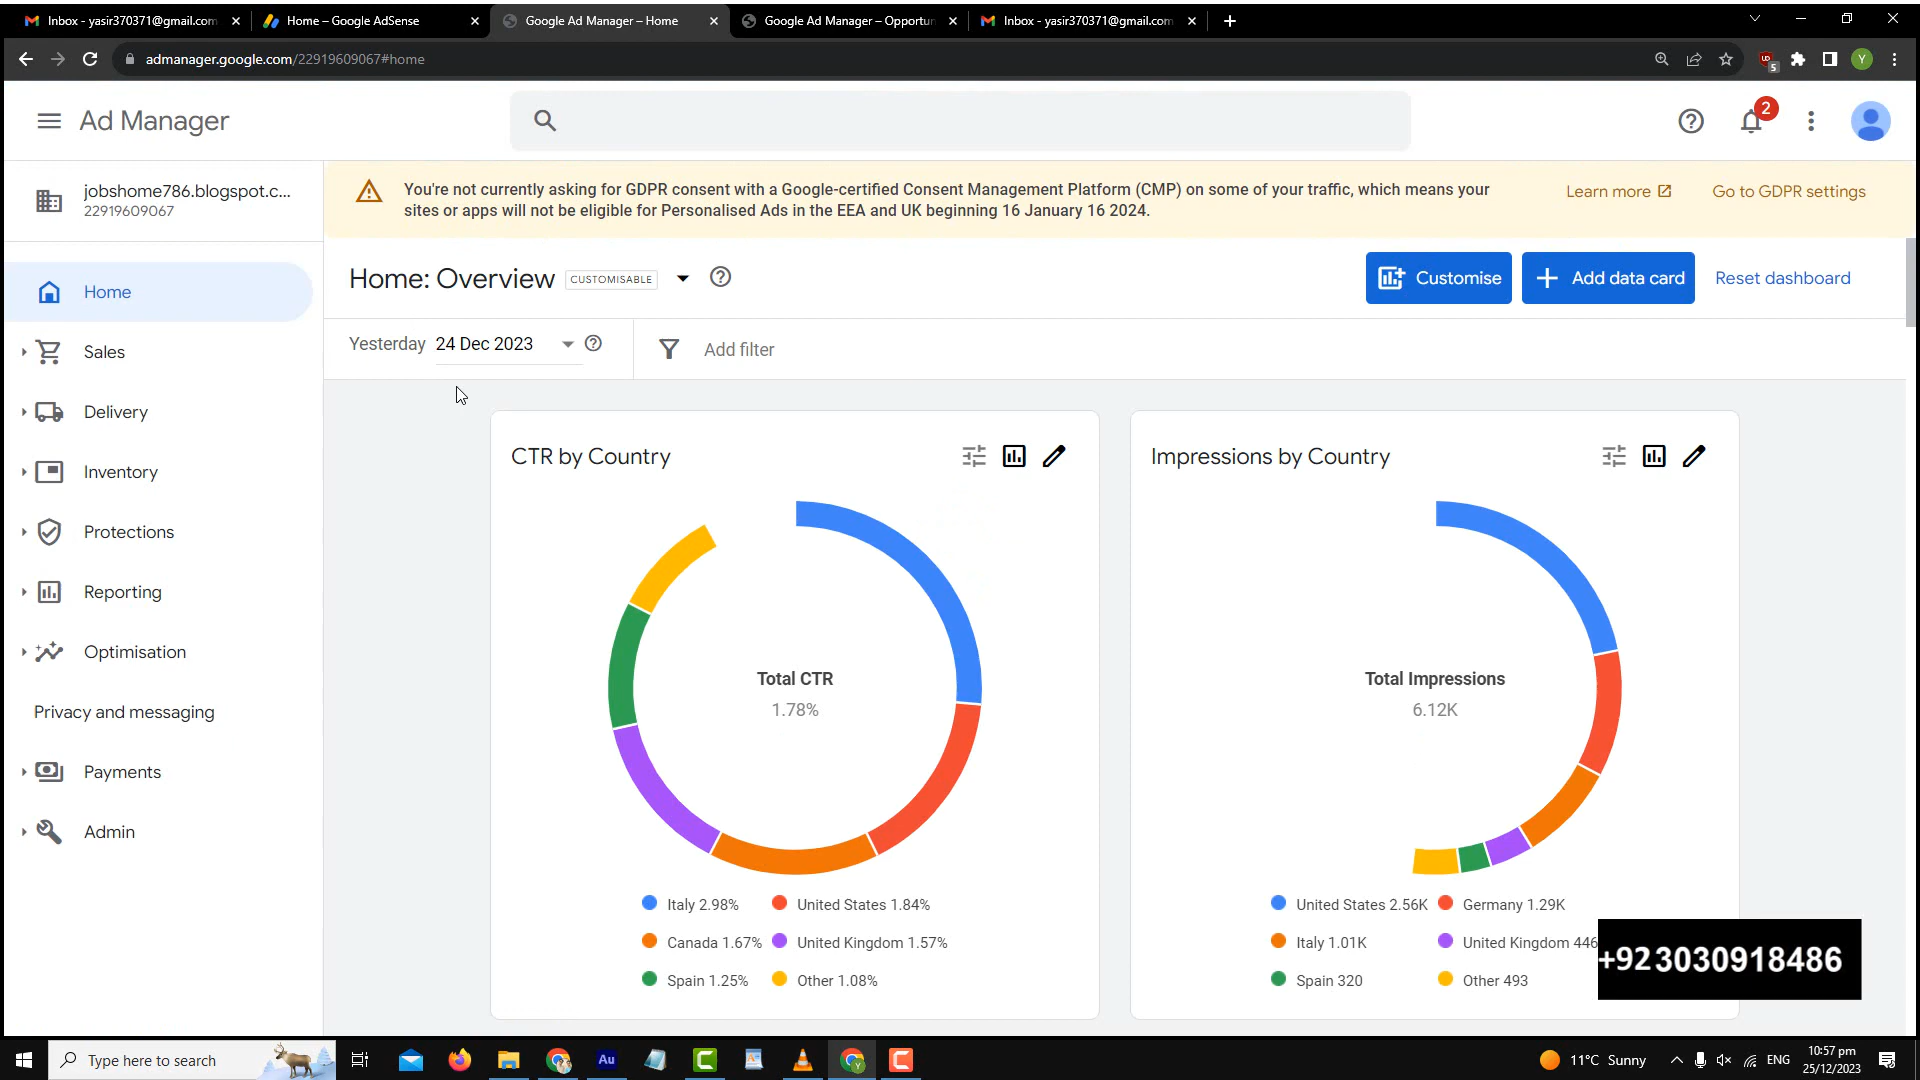 Inbox - yasir370371@gmail.com
Home – Google AdSense
Google Ad Manager – Home
Google Ad Manager – Opportun
Inbox - yasir370371@gmail.com
admanager.google.com/22919609067#home
5
Y
Ad Manager
2
jobshome786.blogspot.c...
22919609067
You're not currently asking for GDPR consent with a Google-certified Consent Management Platform (CMP) on some of your traffic, which means your
sites or apps will not be eligible for Personalised Ads in the EEA and UK beginning 16 January 16 2024.
Learn more
Go to GDPR settings
Home: Overview
CUSTOMISABLE
Customise
Add data card
Reset dashboard
Yesterday 24 Dec 2023
Add filter
Home
Sales
Delivery
Inventory
Protections
Reporting
Optimisation
Privacy and messaging
Payments
Admin
CTR by Country
Total CTR
1.78%
Italy 2.98%
United States 1.84%
Canada 1.67%
United Kingdom 1.57%
Spain 1.25%
Other 1.08%
Impressions by Country
Total Impressions
6.12K
United States 2.56K
Germany 1.29K
Italy 1.01K
United Kingdom 446
Spain 320
Other 493
+923030918486
Type here to search
Au
11°C Sunny
ENG
10:57 pm
25/12/2023